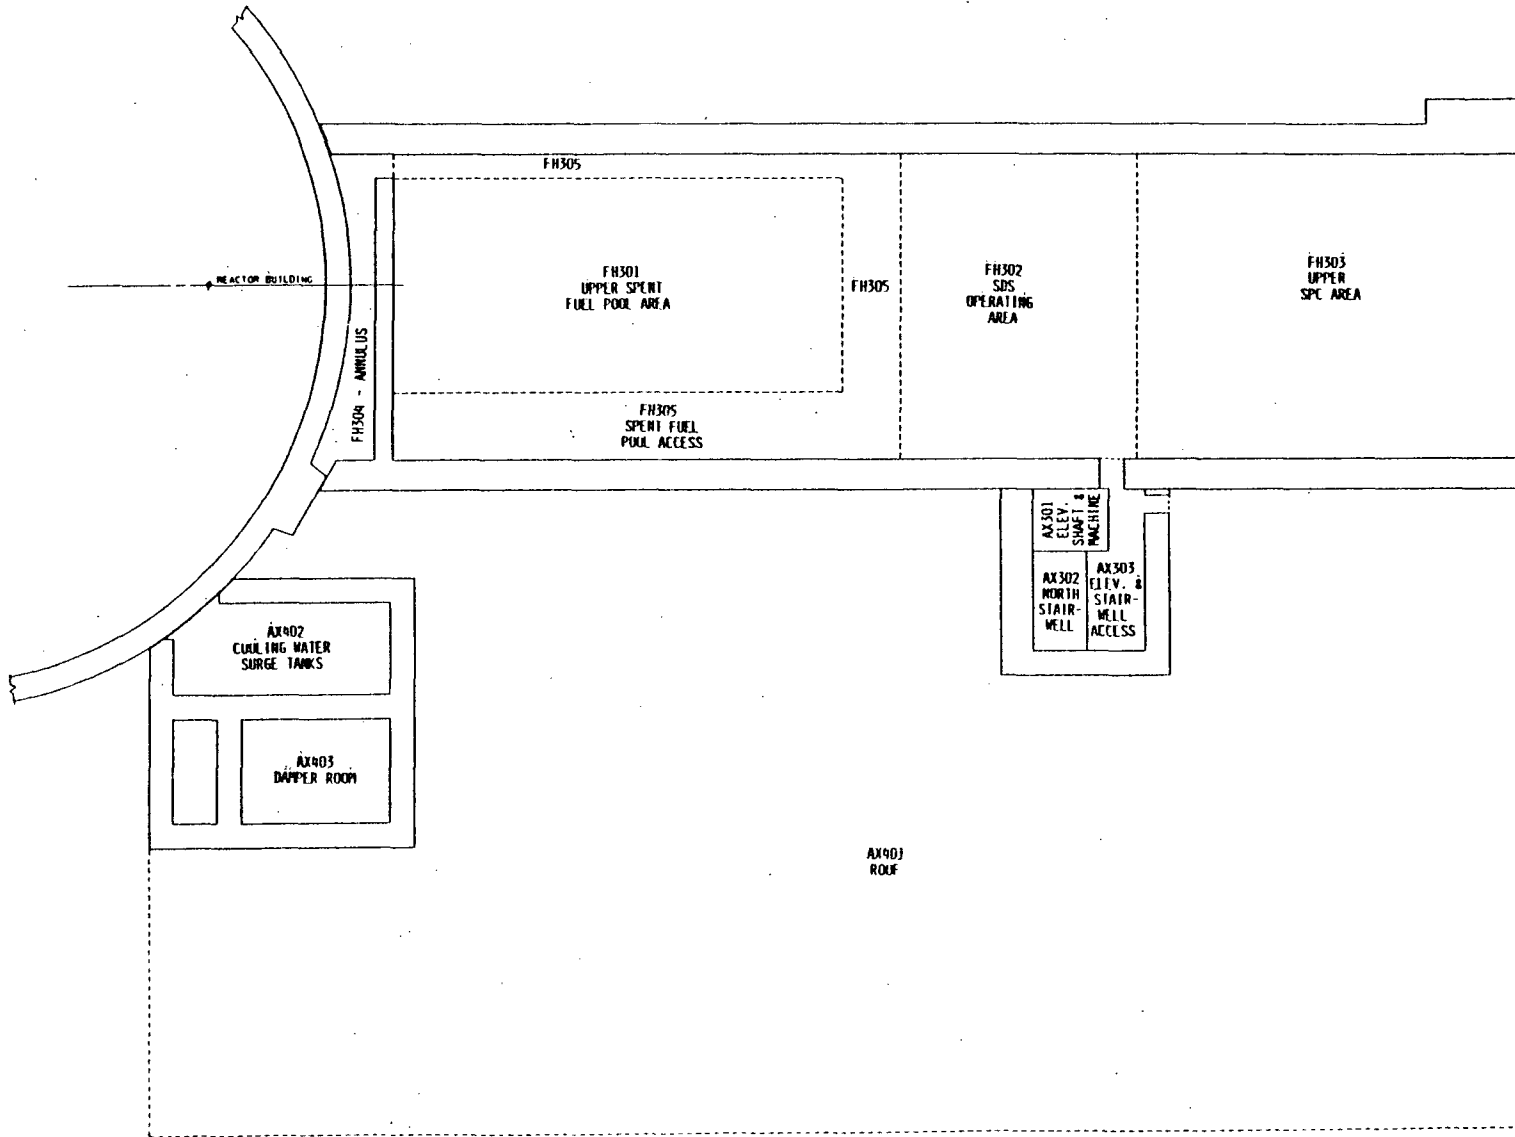 FH305
REACTOR BUILDING
FH301
UPPER SPENT
FUEL POOL AREA
FH305
FH302
SDS
OPERATING
AREA
FH303
UPPER
SPC AREA
FH304 - ANNULUS
FH305
SPENT FUEL
POOL ACCESS
AX301
ELEV.
SHAFT &
MACHINE
AX302
NORTH
STAIR-
WELL
AX303
ELEV. &
STAIR-
WELL
ACCESS
AX402
COOLING WATER
SURGE TANKS
AX403
DAMPER ROOM
AX401
ROOF